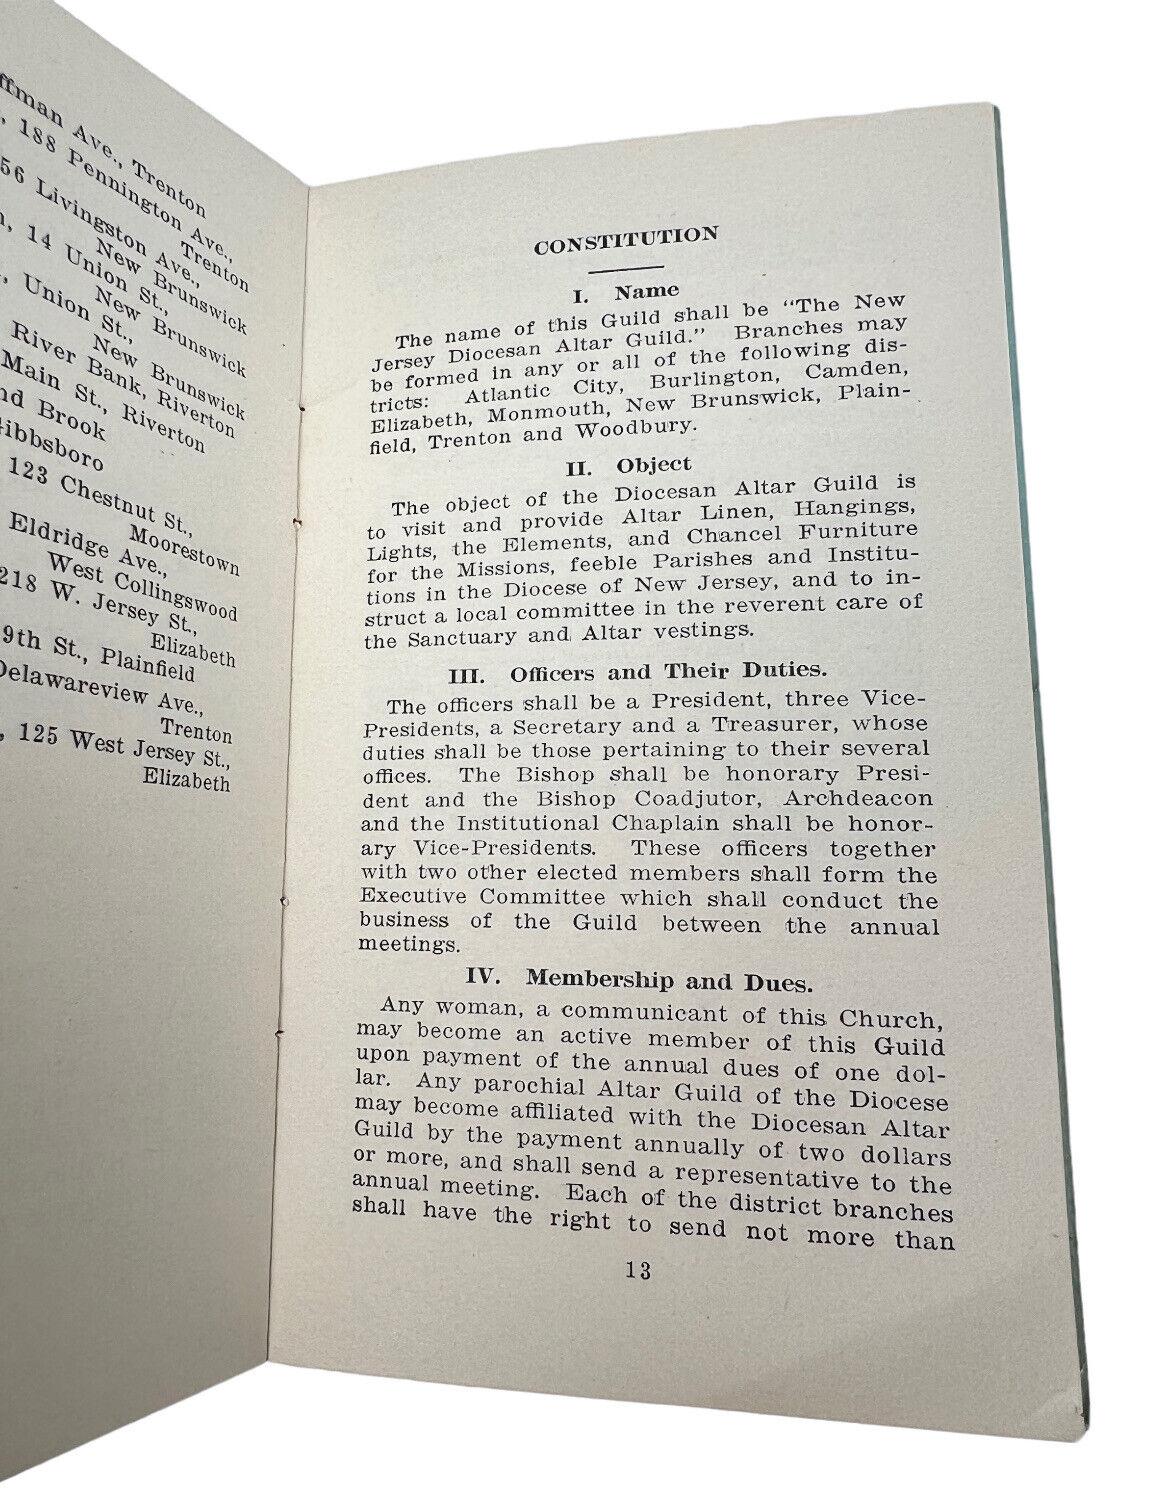 Ave., Trenton
188 Pennington Ave.,
Trenton
56 Livingston Ave.,
New Brunswick
14 Union St.,
New Brunswick
Union St.,
New Brunswick
River Bank, Riverton
Main St., Riverton
Brook
Gibbsboro
123 Chestnut St.,
Moorestown
Eldridge Ave.,
West Collingswood
218 W. Jersey St.,
Elizabeth
9th St., Plainfield
Delawareview Ave.,
Trenton
, 125 West Jersey St.,
Elizabeth
CONSTITUTION
I. Name
The name of this Guild shall be "The New
Jersey Diocesan Altar Guild." Branches may
be formed in any or all of the following dis-
tricts: Atlantic City, Burlington, Camden,
Elizabeth, Monmouth, New Brunswick, Plain-
field, Trenton and Woodbury.
II. Object
The object of the Diocesan Altar Guild is
to visit and provide Altar Linen, Hangings,
Lights, the Elements, and Chancel Furniture
for the Missions, feeble Parishes and Institu-
tions in the Diocese of New Jersey, and to in-
struct a local committee in the reverent care of
the Sanctuary and Altar vestings.
III. Officers and Their Duties.
The officers shall be a President, three Vice-
Presidents, a Secretary and a Treasurer, whose
duties shall be those pertaining to their several
offices. The Bishop shall be honorary Presi-
dent and the Bishop Coadjutor, Archdeacon
and the Institutional Chaplain shall be honor-
ary Vice-Presidents. These officers together
with two other elected members shall form the
Executive Committee which shall conduct the
business of the Guild between the annual
meetings.
IV. Membership and Dues.
Any woman, a communicant of this Church,
may become an active member of this Guild
upon payment of the annual dues of one dol-
lar. Any parochial Altar Guild of the Diocese
may become affiliated with the Diocesan Altar
Guild by the payment annually of two dollars
or more, and shall send a representative to the
annual meeting. Each of the district branches
shall have the right to send not more than
13